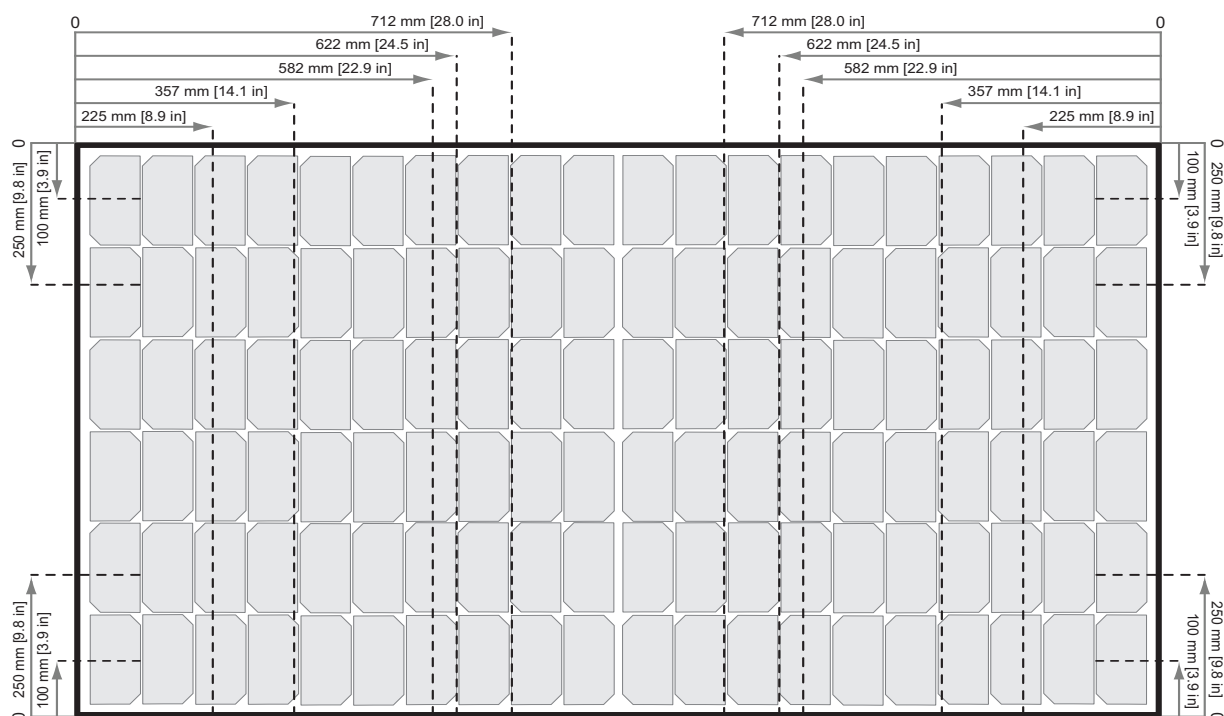 0
712 mm [28.0 in]
712 mm [28.0 in]
0
622 mm [24.5 in]
622 mm [24.5 in]
582 mm [22.9 in]
582 mm [22.9 in]
357 mm [14.1 in]
357 mm [14.1 in]
225 mm [8.9 in]
225 mm [8.9 in]
0
250 mm [9.8 in]
100 mm [3.9 in]
100 mm
[3.9 in]
250 mm [9.8 in]
0
250 mm [9.8 in]
100 mm [3.9 in]
0
100 mm
[3.9 in]
250 mm [9.8 in]
0